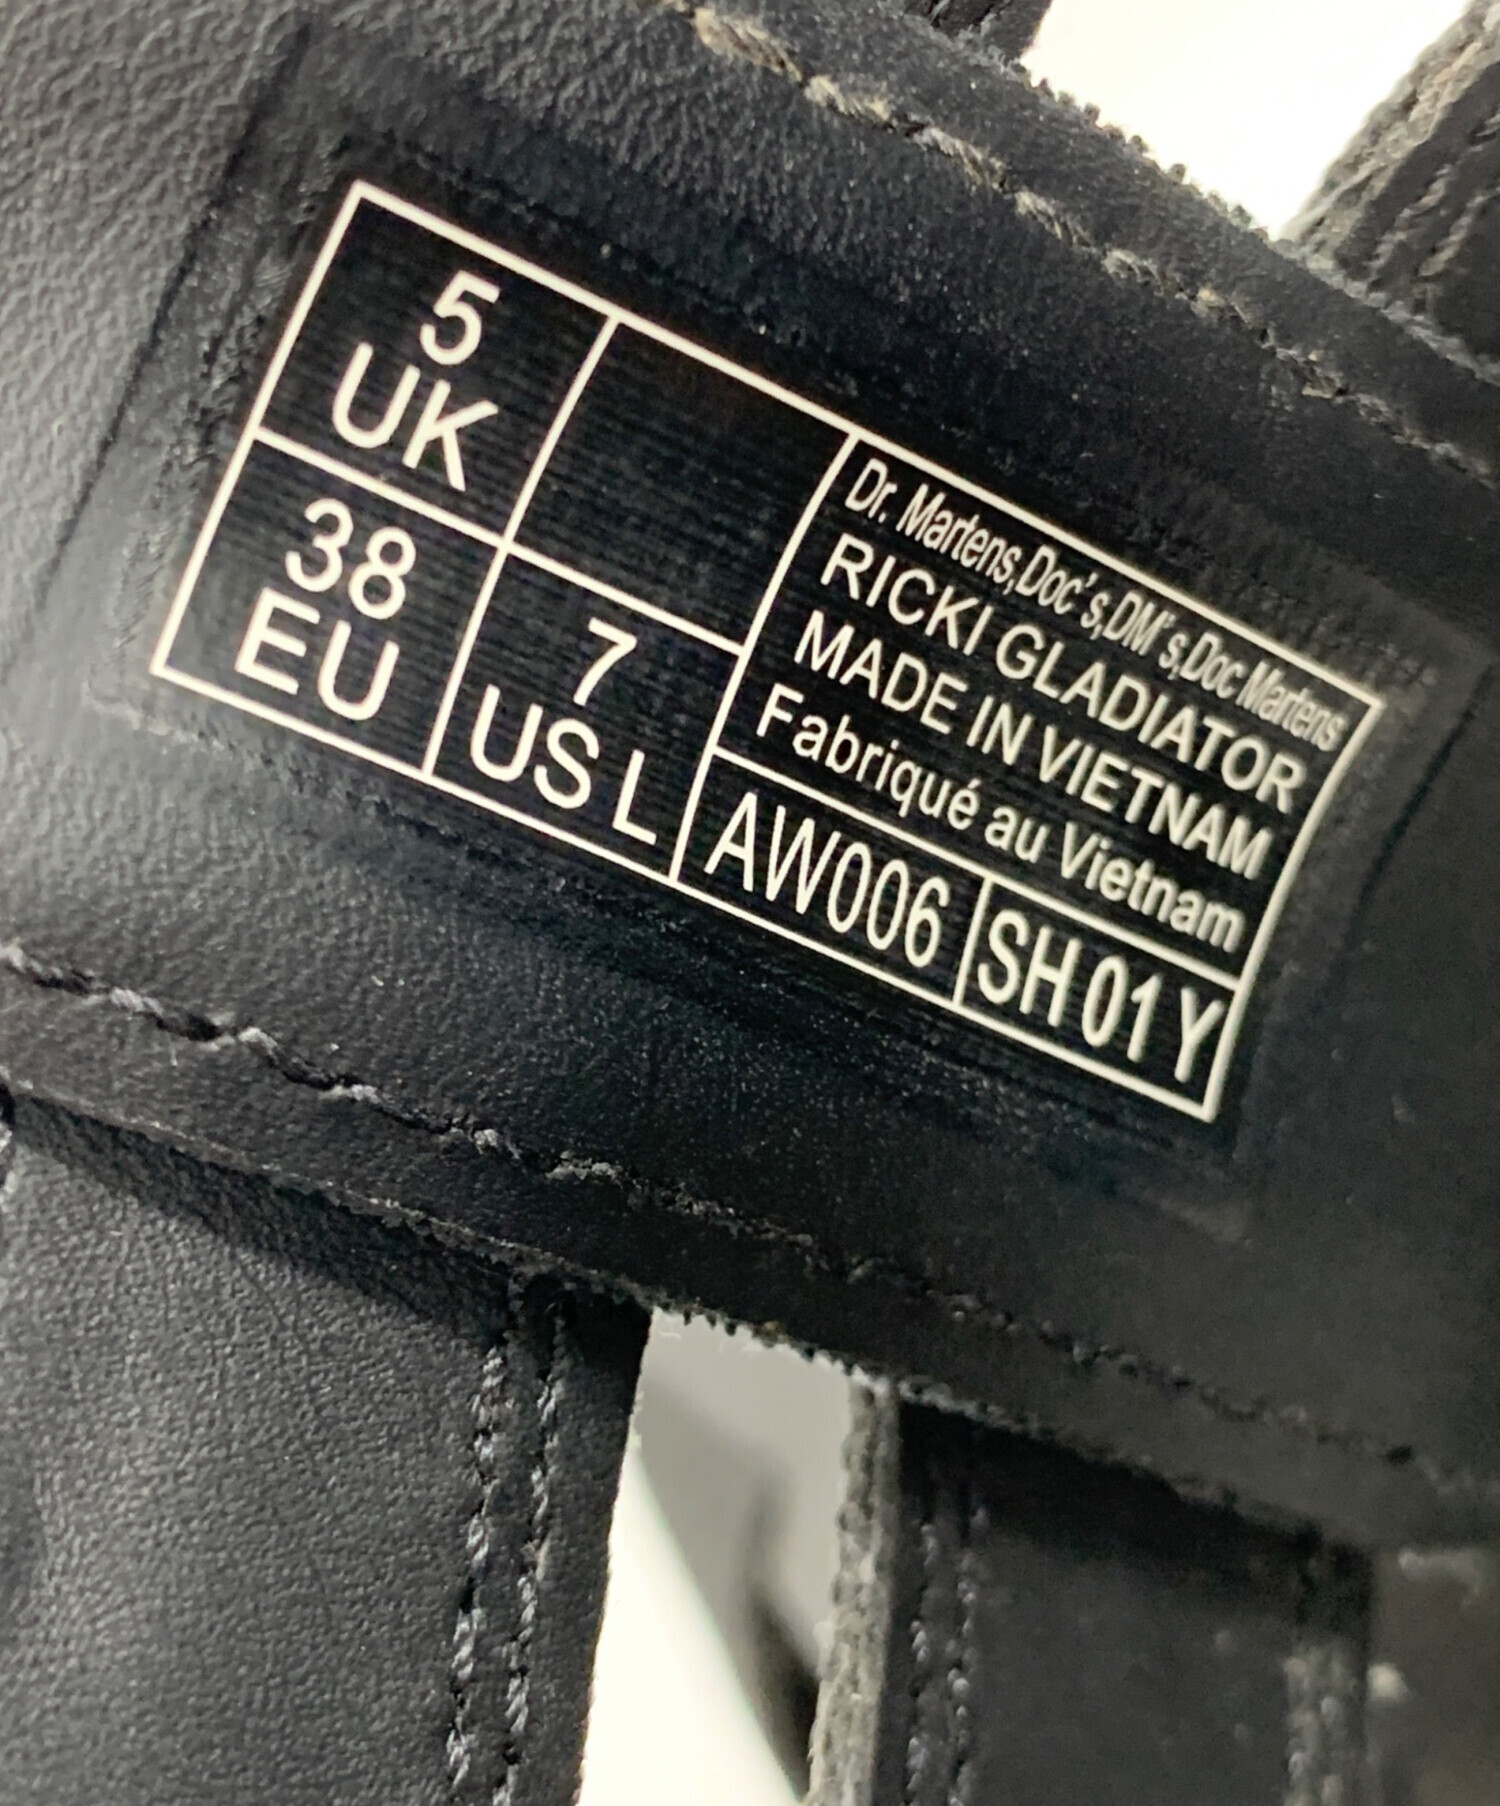 5
UK
38
EU
7
US L
Dr. Martens,Doc's,DM's,Doc Martens
RICKI GLADIATOR
MADE IN VIETNAM
Fabriqué au Vietnam
AW006
SH 01 Y